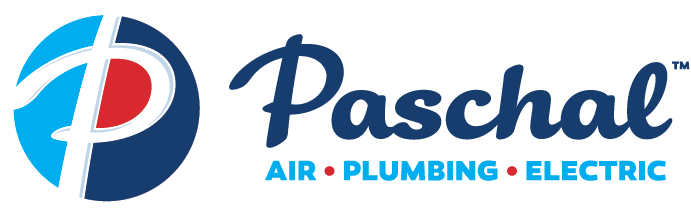 P
Paschal™
AIR • PLUMBING • ELECTRIC